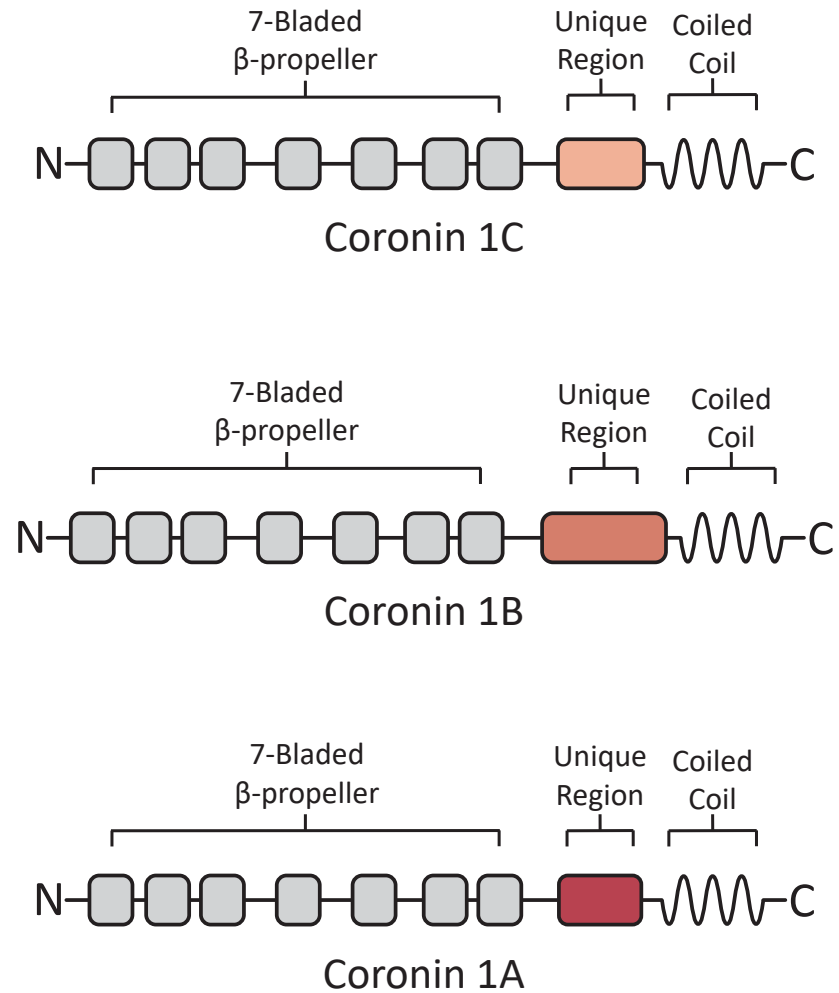 7-Bladed
β-propeller
Unique
Region
Coiled
Coil
N
C
Coronin 1C
7-Bladed
β-propeller
Unique
Region
Coiled
Coil
N
C
Coronin 1B
7-Bladed
β-propeller
Unique
Region
Coiled
Coil
N
C
Coronin 1A